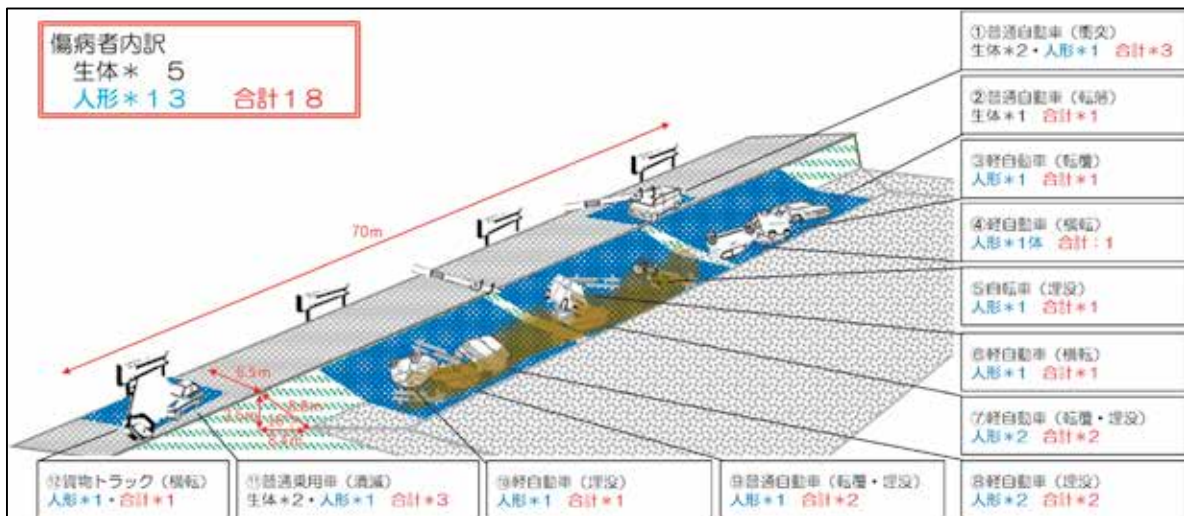 傷病者内訳
生体＊ 5
人形＊13 合計18
①普通自動車（衝突）
生体＊2・人形＊1 合計＊3
②普通自動車（転落）
生体＊1 合計＊1
③軽自動車（転覆）
人形＊1 合計＊1
④軽自動車（横転）
人形＊1体 合計：1
⑤自転車（埋没）
人形＊1 合計＊1
⑥軽自動車（横転）
人形＊1 合計＊1
⑦軽自動車（転覆・埋没）
人形＊2 合計＊2
⑧軽自動車（埋没）
人形＊2 合計＊2
70m
6.5m
8.8m
⑫貨物トラック（横転）
人形＊1・合計＊1
⑪普通乗用車（潰滅）
生体＊2・人形＊1 合計＊3
⑩軽自動車（埋没）
人形＊1 合計＊1
⑨普通自動車（転覆・埋没）
人形＊1 合計＊2